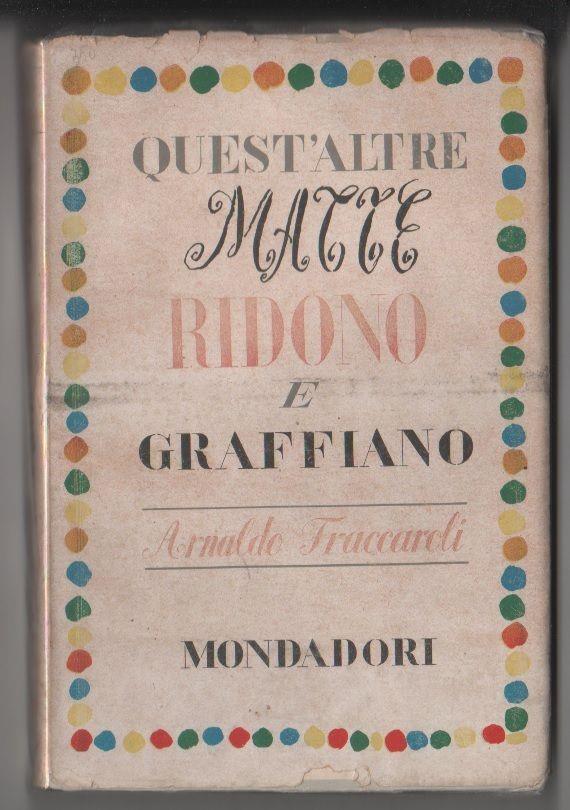 QUEST'ALTRE
MATTE
RIDONO
E
GRAFFIANO
Arnaldo Fraccaroli
MONDADORI